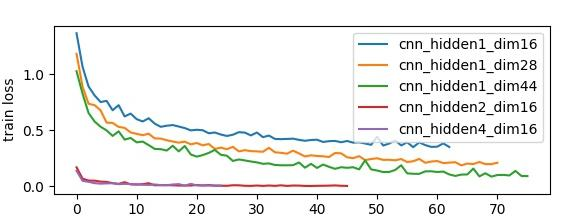 cnn_hidden1_dim16
cnn_hidden1_dim28
cnn_hidden1_dim44
cnn_hidden2_dim16
cnn_hidden4_dim16
train loss
1.0
0.5
0.0
0 10 20 30 40 50 60 70